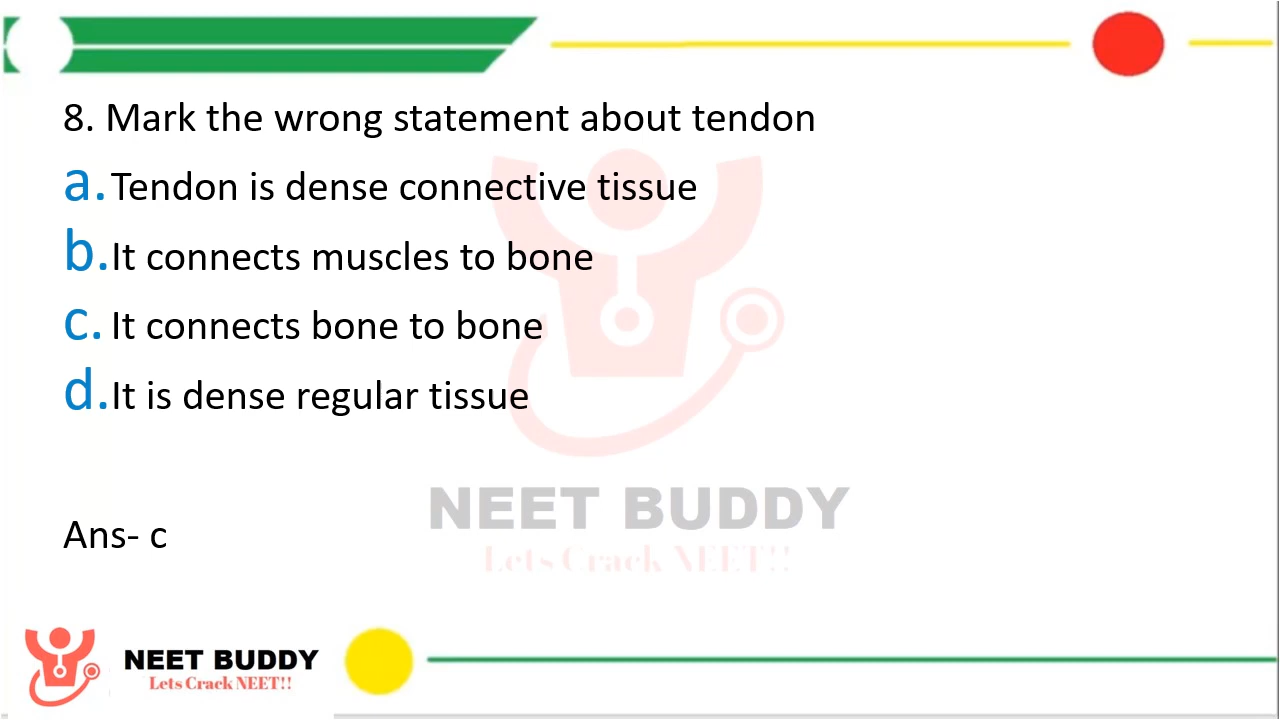 8. Mark the wrong statement about tendon
a. Tendon is dense connective tissue
b. It connects muscles to bone
c. It connects bone to bone
d. It is dense regular tissue
NEET BUDDY
Ans- c
Lets Crack NEET!!
NEET BUDDY
Lets Crack NEET!!